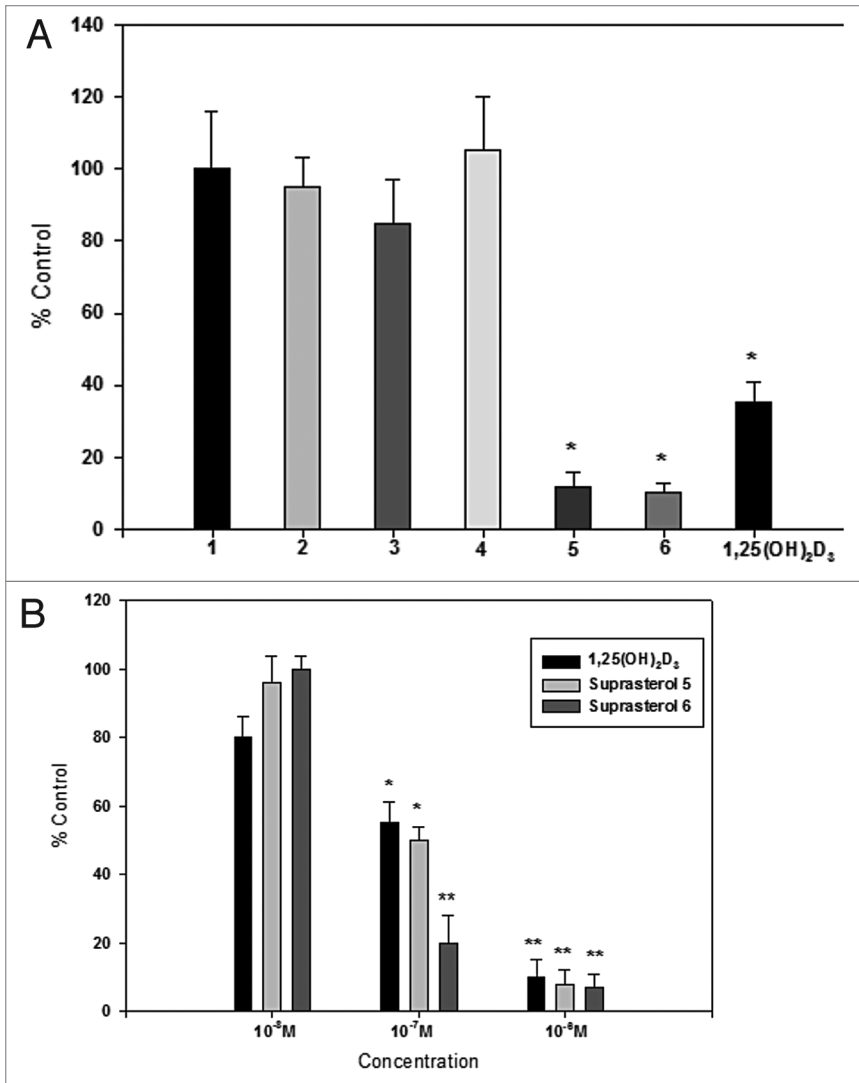 A
140
120
100
80
60
40
20
0
% Control
*
*
*
1 2 3 4 5 6 1,25(OH)₂D₃
B
120
100
80
60
40
20
0
% Control
1,25(OH)₂D₃
Suprasterol 5
Suprasterol 6
* * **
** ** **
10⁻⁸M 10⁻⁷M 10⁻⁶M
Concentration